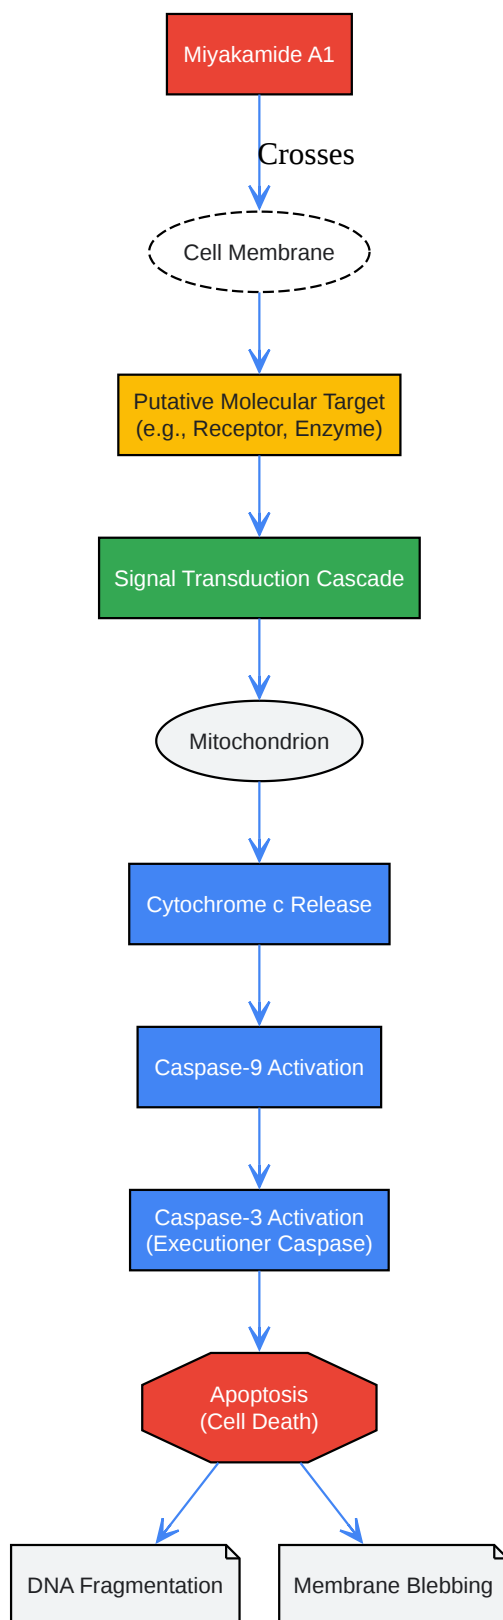 Miyakamide A1
Crosses
Cell Membrane
Putative Molecular Target
(e.g., Receptor, Enzyme)
Signal Transduction Cascade
Mitochondrion
Cytochrome c Release
Caspase-9 Activation
Caspase-3 Activation
(Executioner Caspase)
Apoptosis
(Cell Death)
DNA Fragmentation
Membrane Blebbing